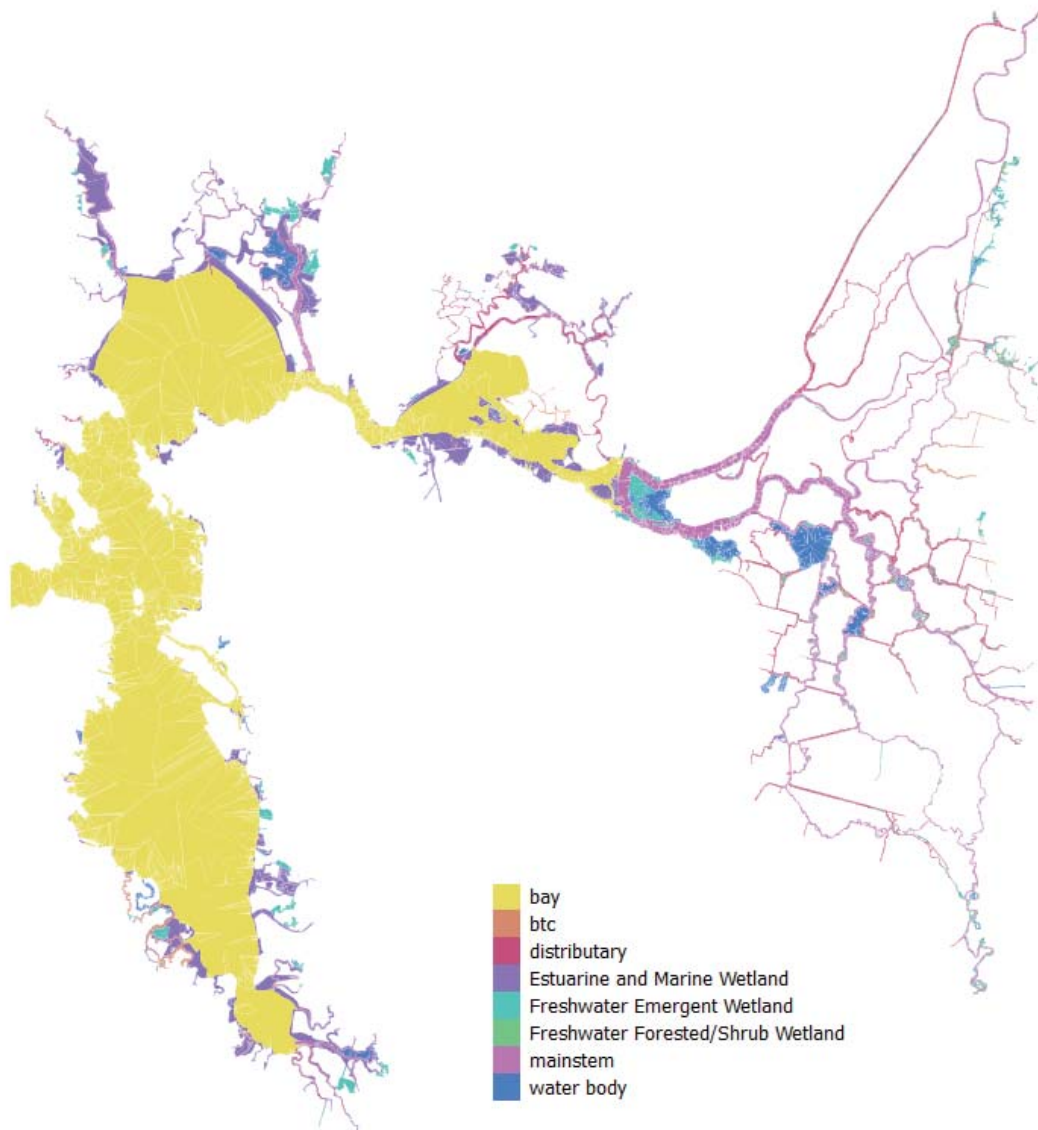 bay
btc
distributary
Estuarine and Marine Wetland
Freshwater Emergent Wetland
Freshwater Forested/Shrub Wetland
mainstem
water body